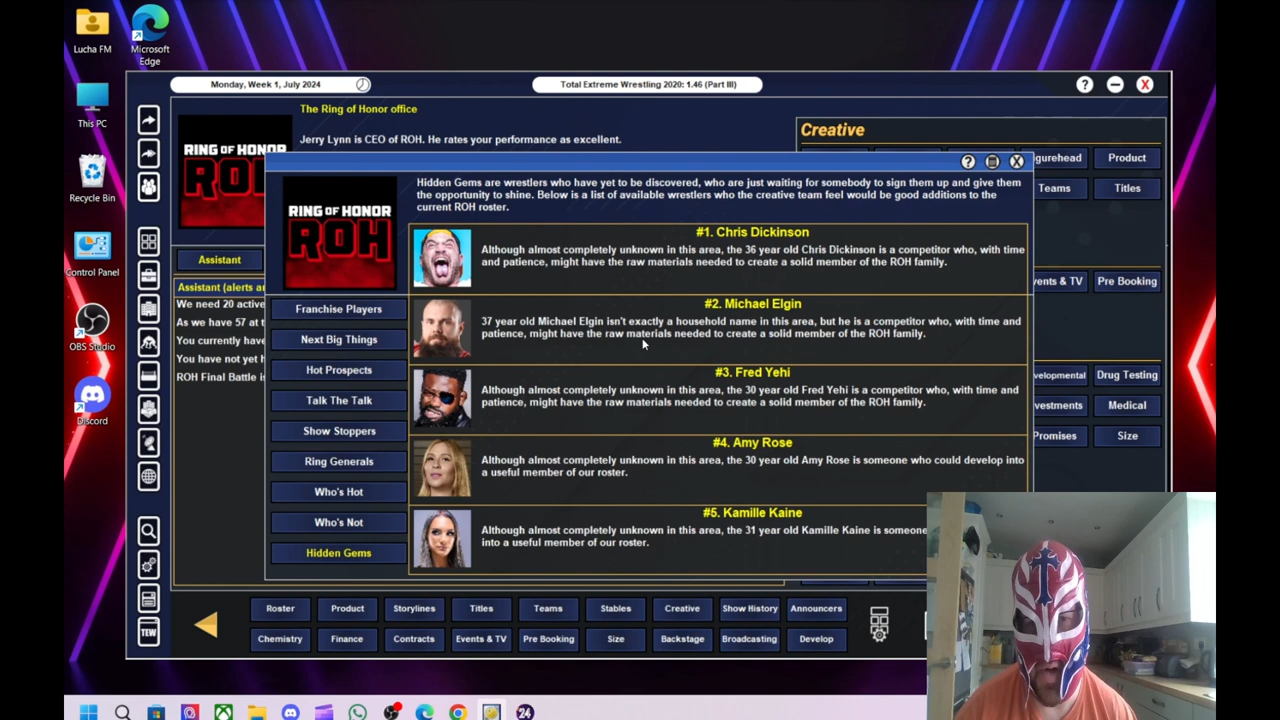 Lucha FM
Microsoft
Edge
This PC
Recycle Bin
Control Panel
OBS Studio
Discord
Monday, Week 1, July 2024
Total Extreme Wrestling 2020: 1.46 (Part III)
?
X
The Ring of Honor office
Jerry Lynn is CEO of ROH. He rates your performance as excellent.
RING OF HONOR
Creative
gurehead
Product
Teams
Titles
ents & TV
Pre Booking
velopmental
Drug Testing
vestments
Medical
Promises
Size
Assistant
Assistant (alerts a
We need 20 active
As we have 57 at t
You currently have
You have not yet h
ROH Final Battle is
?
X
RING OF HONOR
ROH
Hidden Gems are wrestlers who have yet to be discovered, who are just waiting for somebody to sign them up and give them
the opportunity to shine. Below is a list of available wrestlers who the creative team feel would be good additions to the
current ROH roster.
Franchise Players
Next Big Things
Hot Prospects
Talk The Talk
Show Stoppers
Ring Generals
Who's Hot
Who's Not
Hidden Gems
#1. Chris Dickinson
Although almost completely unknown in this area, the 36 year old Chris Dickinson is a competitor who, with time
and patience, might have the raw materials needed to create a solid member of the ROH family.
#2. Michael Elgin
37 year old Michael Elgin isn't exactly a household name in this area, but he is a competitor who, with time and
patience, might have the raw materials needed to create a solid member of the ROH family.
#3. Fred Yehi
Although almost completely unknown in this area, the 30 year old Fred Yehi is a competitor who, with time and
patience, might have the raw materials needed to create a solid member of the ROH family.
#4. Amy Rose
Although almost completely unknown in this area, the 30 year old Amy Rose is someone who could develop into
a useful member of our roster.
#5. Kamille Kaine
Although almost completely unknown in this area, the 31 year old Kamille Kaine is someone
into a useful member of our roster.
Roster
Product
Storylines
Titles
Teams
Stables
Creative
Show History
Announcers
Chemistry
Finance
Contracts
Events & TV
Pre Booking
Size
Backstage
Broadcasting
Develop
TEW
24